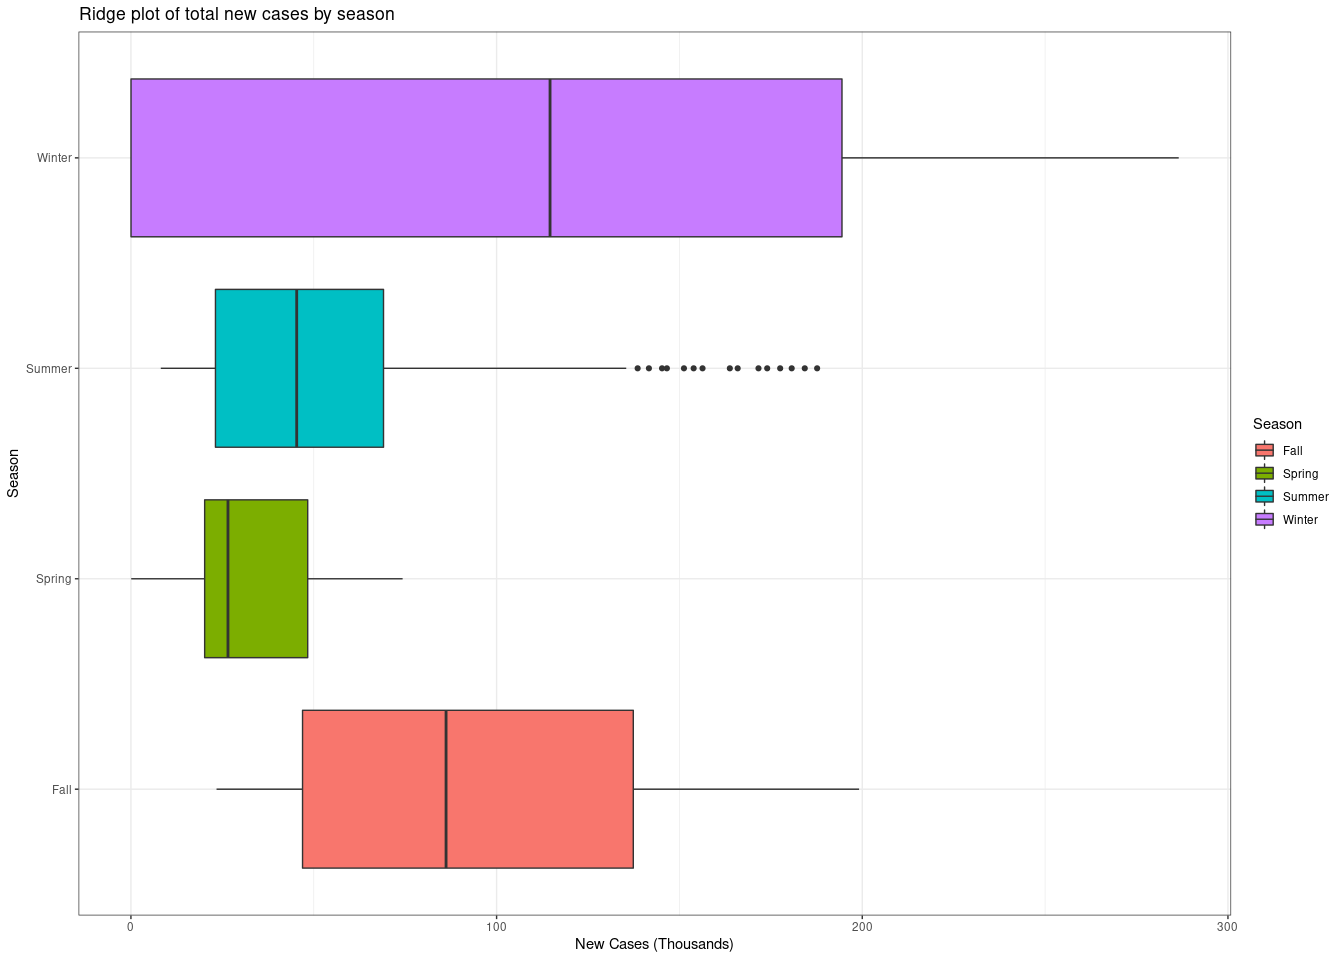 Ridge plot of total new cases by season
Winter
Summer
Spring
Fall
Season
0 100 200 300
New Cases (Thousands)
Season
Fall
Spring
Summer
Winter